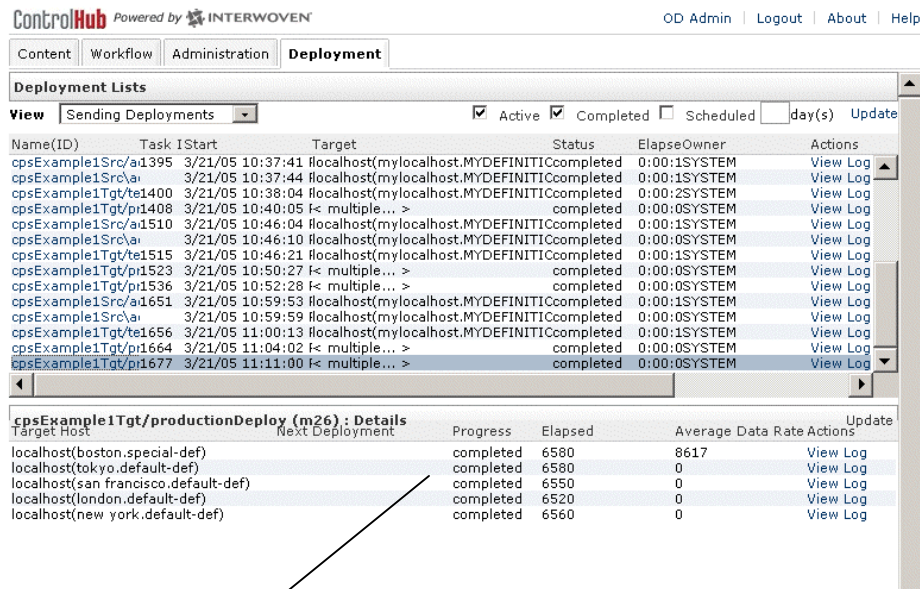 ControlHub Powered by INTERWOVEN OD Admin | Logout | About | Help
Content Workflow Administration Deployment
Deployment Lists
View Sending Deployments Active Completed Scheduled day(s) Update
Name(ID) Task I Start Target Status Elapse Owner Actions
cpsExample1Src/a 1395 3/21/05 10:37:41 localhost(mylocalhost.MYDEFINITIC completed 0:00:1 SYSTEM View Log
cpsExample1Src\a 3/21/05 10:37:44 localhost(mylocalhost.MYDEFINITIC completed 0:00:1 SYSTEM View Log
cpsExample1Tgt/te 1400 3/21/05 10:38:04 localhost(mylocalhost.MYDEFINITIC completed 0:00:2 SYSTEM View Log
cpsExample1Tgt/pr 1408 3/21/05 10:40:05 < multiple... > completed 0:00:0 SYSTEM View Log
cpsExample1Src/a 1510 3/21/05 10:46:04 localhost(mylocalhost.MYDEFINITIC completed 0:00:1 SYSTEM View Log
cpsExample1Src\a 3/21/05 10:46:10 localhost(mylocalhost.MYDEFINITIC completed 0:00:0 SYSTEM View Log
cpsExample1Tgt/te 1515 3/21/05 10:46:21 localhost(mylocalhost.MYDEFINITIC completed 0:00:1 SYSTEM View Log
cpsExample1Tgt/pr 1523 3/21/05 10:50:27 < multiple... > completed 0:00:0 SYSTEM View Log
cpsExample1Tgt/pr 1536 3/21/05 10:52:28 < multiple... > completed 0:00:0 SYSTEM View Log
cpsExample1Src/a 1651 3/21/05 10:59:53 localhost(mylocalhost.MYDEFINITIC completed 0:00:1 SYSTEM View Log
cpsExample1Src\a 3/21/05 10:59:59 localhost(mylocalhost.MYDEFINITIC completed 0:00:0 SYSTEM View Log
cpsExample1Tgt/te 1656 3/21/05 11:00:13 localhost(mylocalhost.MYDEFINITIC completed 0:00:1 SYSTEM View Log
cpsExample1Tgt/pr 1664 3/21/05 11:04:02 < multiple... > completed 0:00:0 SYSTEM View Log
cpsExample1Tgt/pr 1677 3/21/05 11:11:00 < multiple... > completed 0:00:0 SYSTEM View Log
cpsExample1Tgt/productionDeploy (m26) : Details Update
Target Host Next Deployment Progress Elapsed Average Data Rate Actions
localhost(boston.special-def) completed 6580 8617 View Log
localhost(tokyo.default-def) completed 6580 0 View Log
localhost(san francisco.default-def) completed 6550 0 View Log
localhost(london.default-def) completed 6520 0 View Log
localhost(new york.default-def) completed 6560 0 View Log